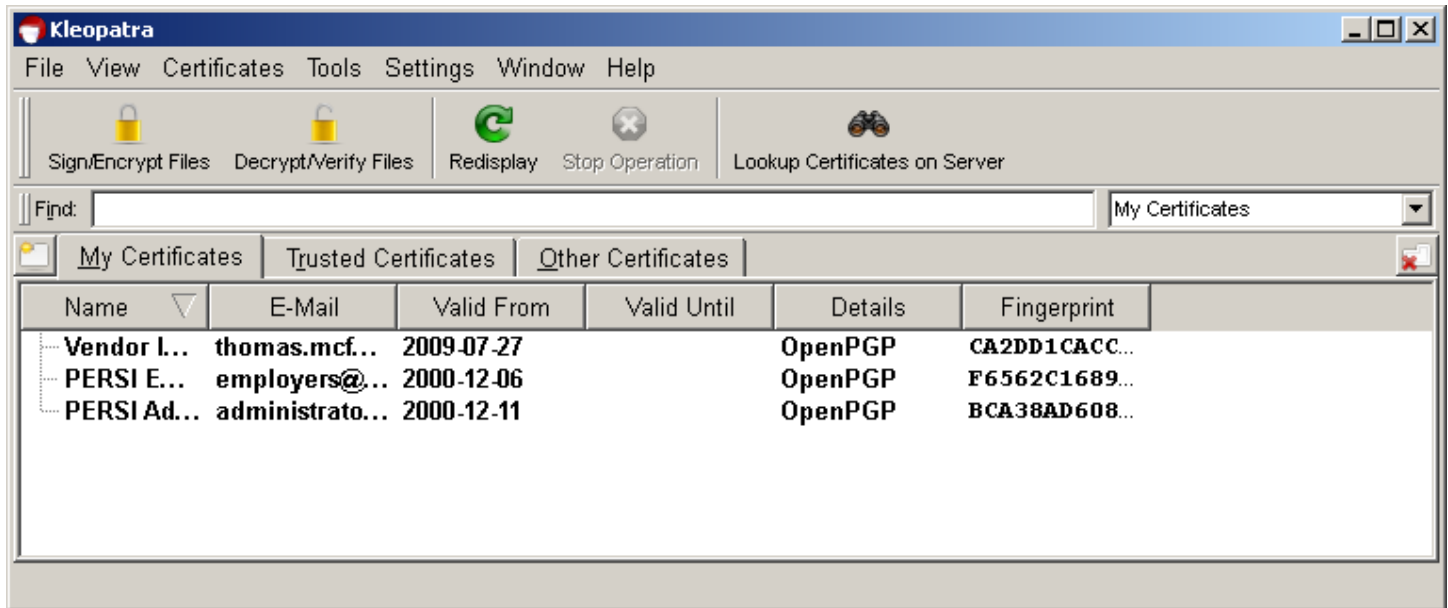 Kleopatra
File View Certificates Tools Settings Window Help
Sign/Encrypt Files Decrypt/Verify Files Redisplay Stop Operation Lookup Certificates on Server
Find: My Certificates
My Certificates Trusted Certificates Other Certificates
Name E-Mail Valid From Valid Until Details Fingerprint
Vendor I... thomas.mcf... 2009-07-27 OpenPGP CA2DD1CACC...
PERSI E... employers@... 2000-12-06 OpenPGP F6562C1689...
PERSI Ad... administrato... 2000-12-11 OpenPGP BCA38AD608...